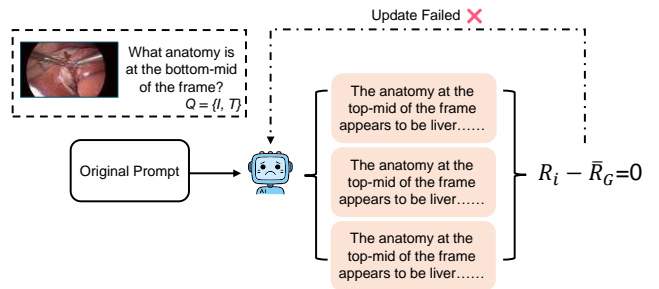 Update Failed
What anatomy is
at the bottom-mid
of the frame?
Q = {I, T}
Original Prompt
AI
The anatomy at the
top-mid of the frame
appears to be liver……
The anatomy at the
top-mid of the frame
appears to be liver……
The anatomy at the
top-mid of the frame
appears to be liver……
R_i − R̄_G=0